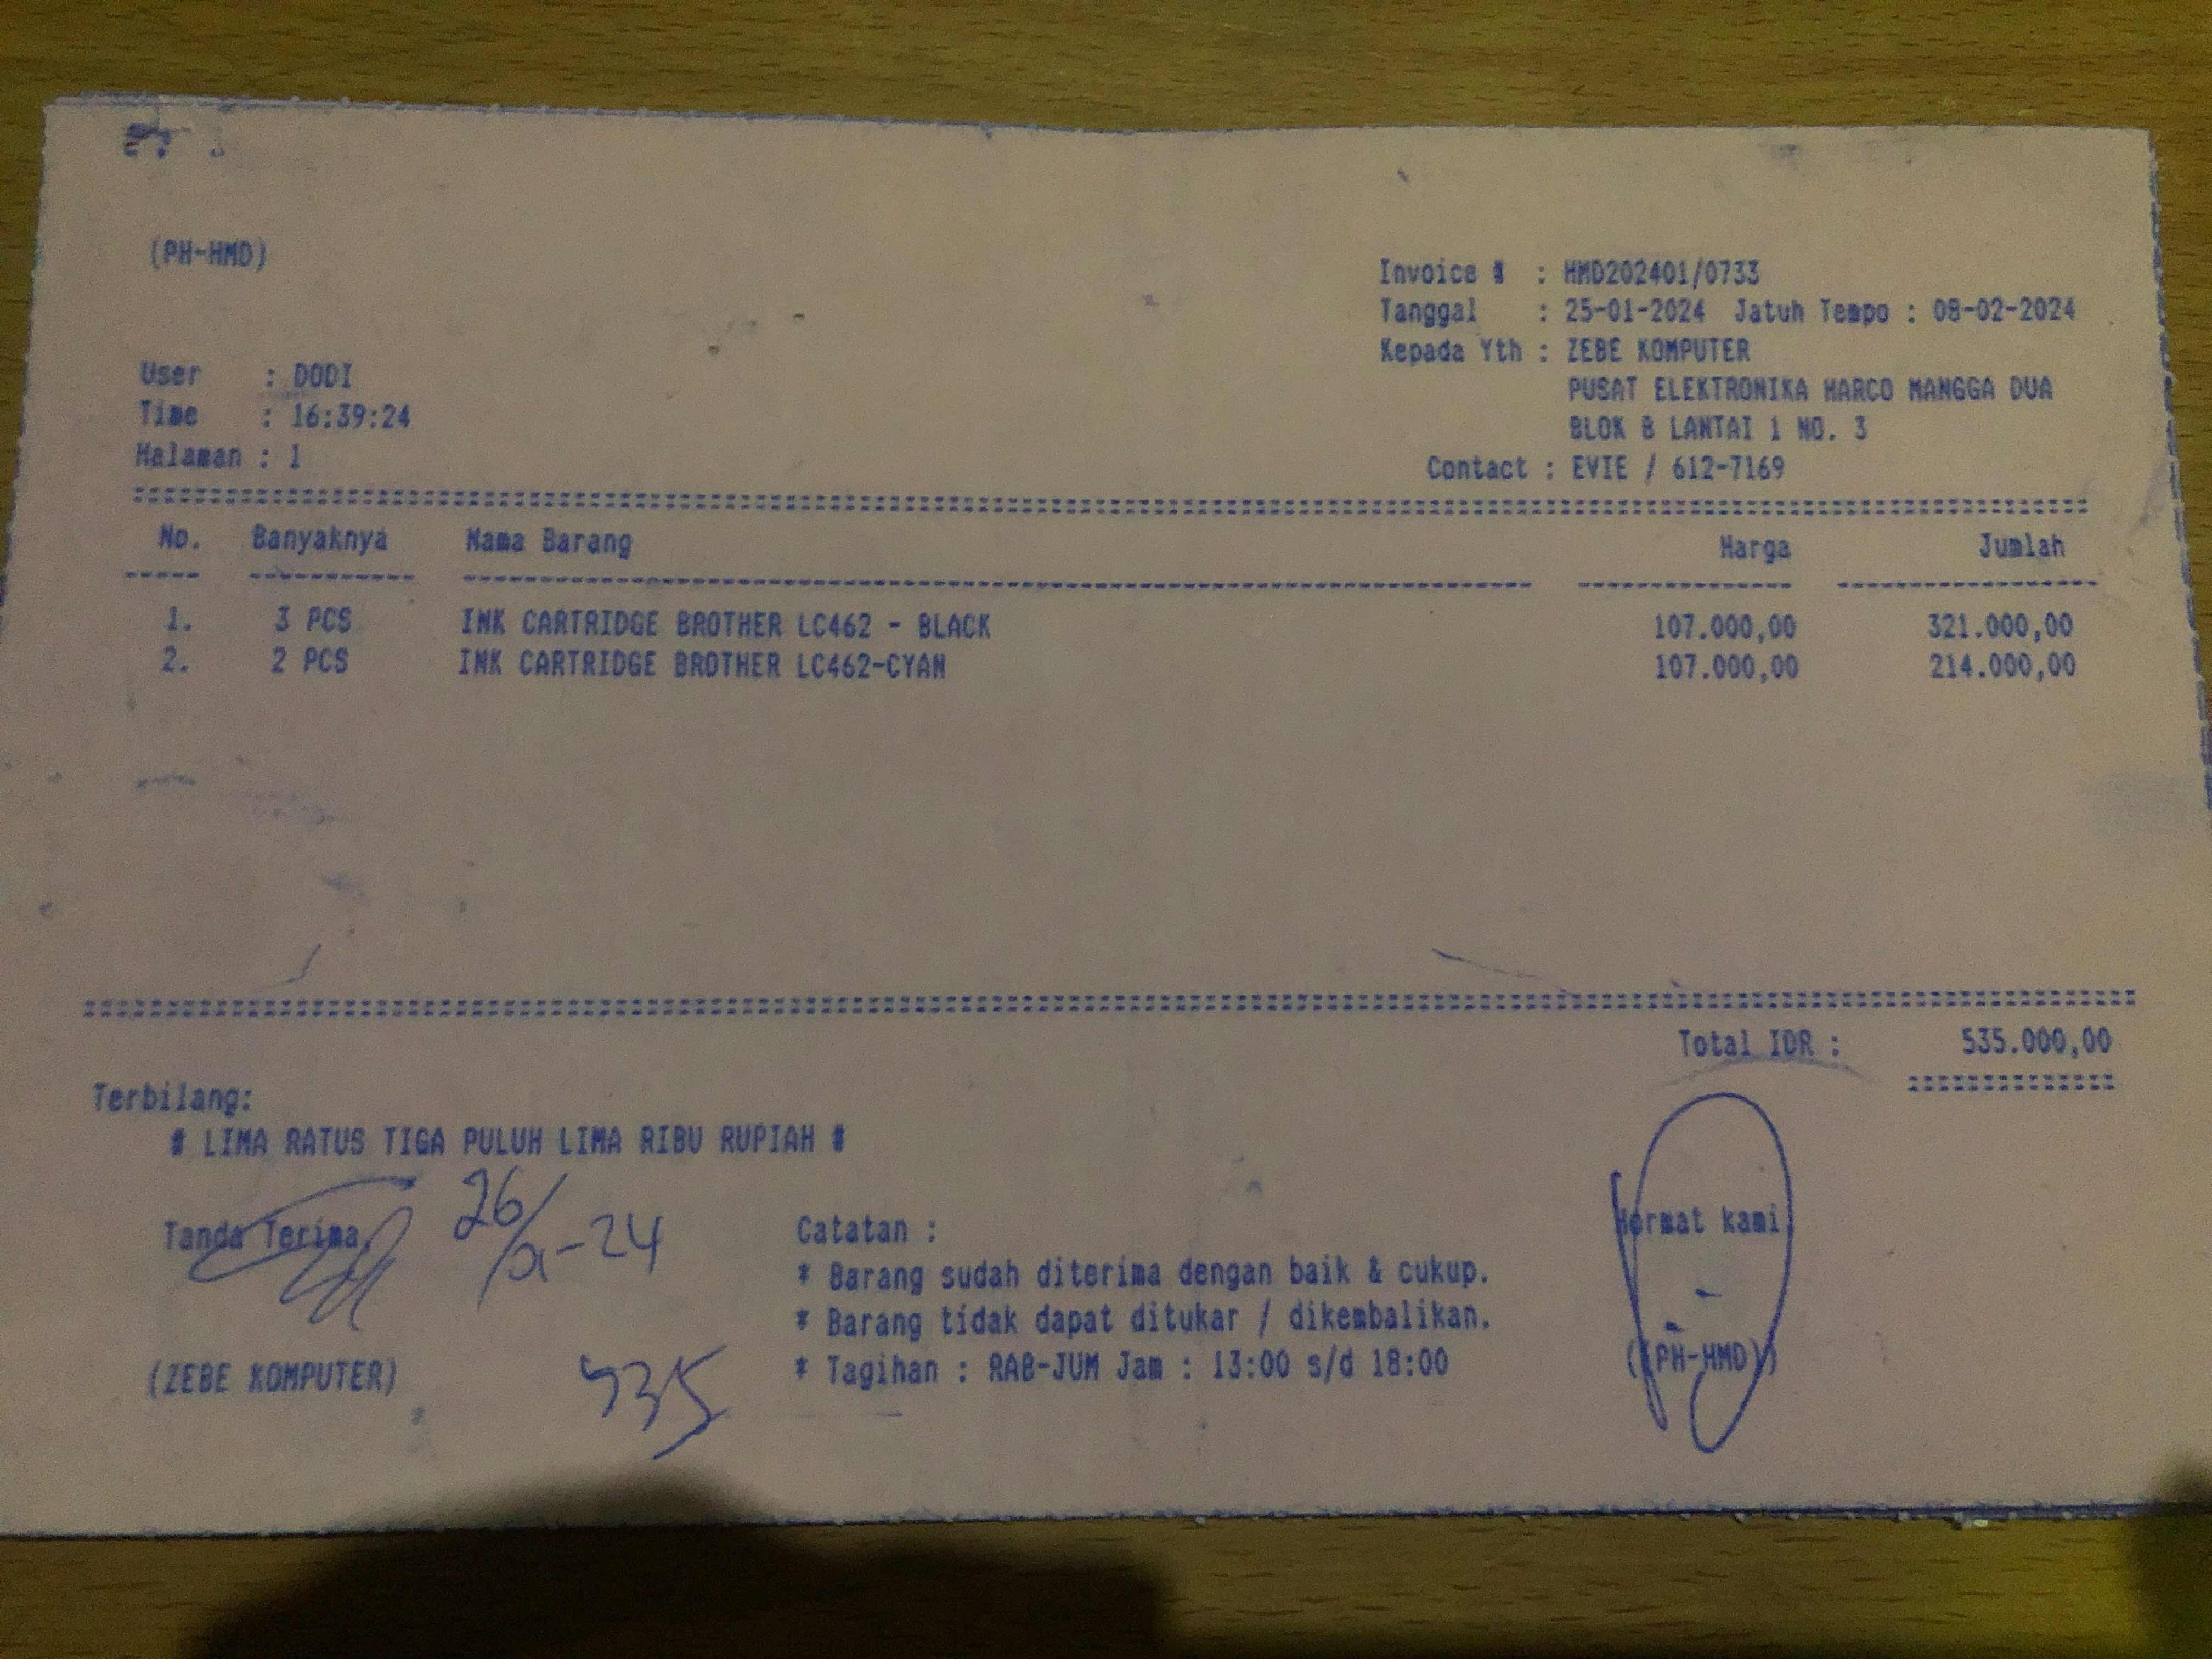 (PH-HMD)
Invoice # : HMD202401/0733
Tanggal : 25-01-2024 Jatuh Tempo : 08-02-2024
Kepada Yth : ZEBE KOMPUTER
PUSAT ELEKTRONIKA HARCO MANGGA DUA
BLOK B LANTAI 1 NO. 3
Contact : EVIE / 612-7169
User : DODI
Time : 16:39:24
Halaman : 1
No. Banyaknya Nama Barang Harga Jumlah
1. 3 PCS INK CARTRIDGE BROTHER LC462 - BLACK 107.000,00 321.000,00
2. 2 PCS INK CARTRIDGE BROTHER LC462-CYAN 107.000,00 214.000,00
Total IDR : 535.000,00
Terbilang:
# LIMA RATUS TIGA PULUH LIMA RIBU RUPIAH #
Tanda Terima,
26/01-24
(ZEBE KOMPUTER)
535
Catatan :
* Barang sudah diterima dengan baik & cukup.
* Barang tidak dapat ditukar / dikembalikan.
* Tagihan : RAB-JUM Jam : 13:00 s/d 18:00
Hormat kami,
(PH-HMD)